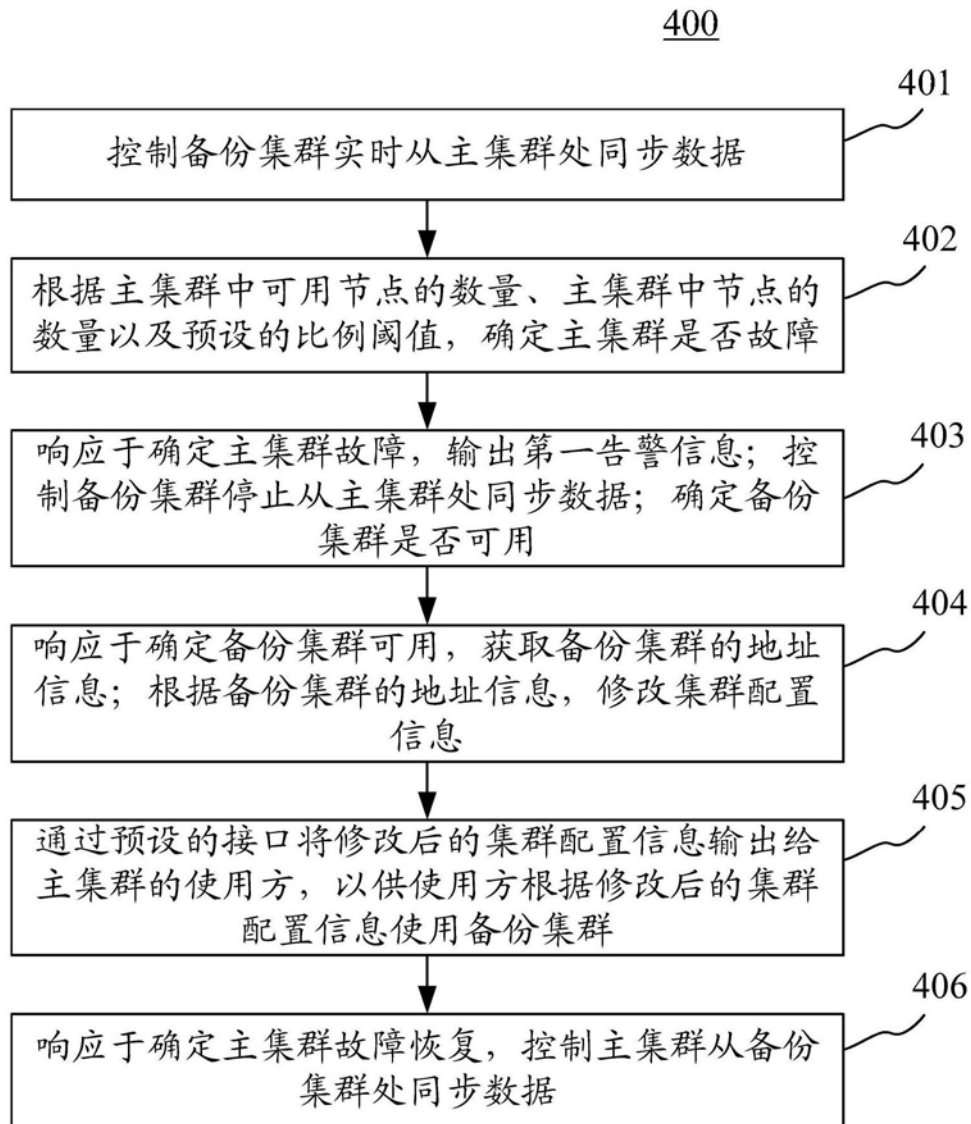 400
401
控制备份集群实时从主集群处同步数据
402
根据主集群中可用节点的数量、主集群中节点的
数量以及预设的比例阈值，确定主集群是否故障
403
响应于确定主集群故障，输出第一告警信息；控
制备份集群停止从主集群处同步数据；确定备份
集群是否可用
404
响应于确定备份集群可用，获取备份集群的地址
信息；根据备份集群的地址信息，修改集群配置
信息
405
通过预设的接口将修改后的集群配置信息输出给
主集群的使用方，以供使用方根据修改后的集群
配置信息使用备份集群
406
响应于确定主集群故障恢复，控制主集群从备份
集群处同步数据